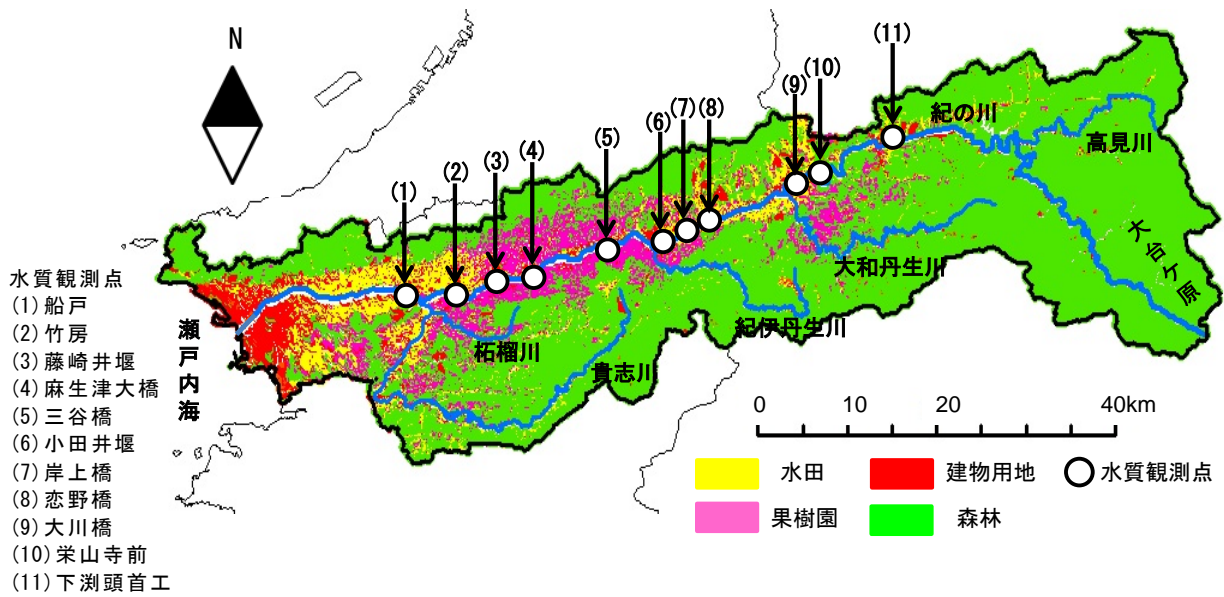 N
(11)
(10)
(9)
(8)
(7)
(6)
(5)
(4)
(3)
(2)
(1)
紀の川
高見川
大台ケ原
大和丹生川
紀伊丹生川
貴志川
柘榴川
瀬戸内海
水質観測点
(1)船戸
(2)竹房
(3)藤崎井堰
(4)麻生津大橋
(5)三谷橋
(6)小田井堰
(7)岸上橋
(8)恋野橋
(9)大川橋
(10)栄山寺前
(11)下渕頭首工
0 10 20 40km
水田 建物用地 水質観測点
果樹園 森林